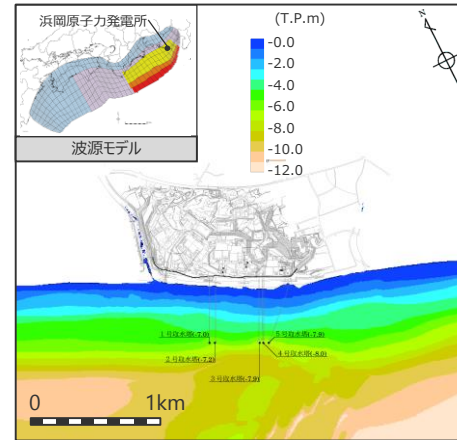 浜岡原子力発電所
波源モデル
(T.P.m)
-0.0
-2.0
-4.0
-6.0
-8.0
-10.0
-12.0
N
1号取水塔(-7.0)
2号取水塔(-7.2)
3号取水塔(-7.9)
5号取水塔(-7.9)
4号取水塔(-8.0)
0 1km